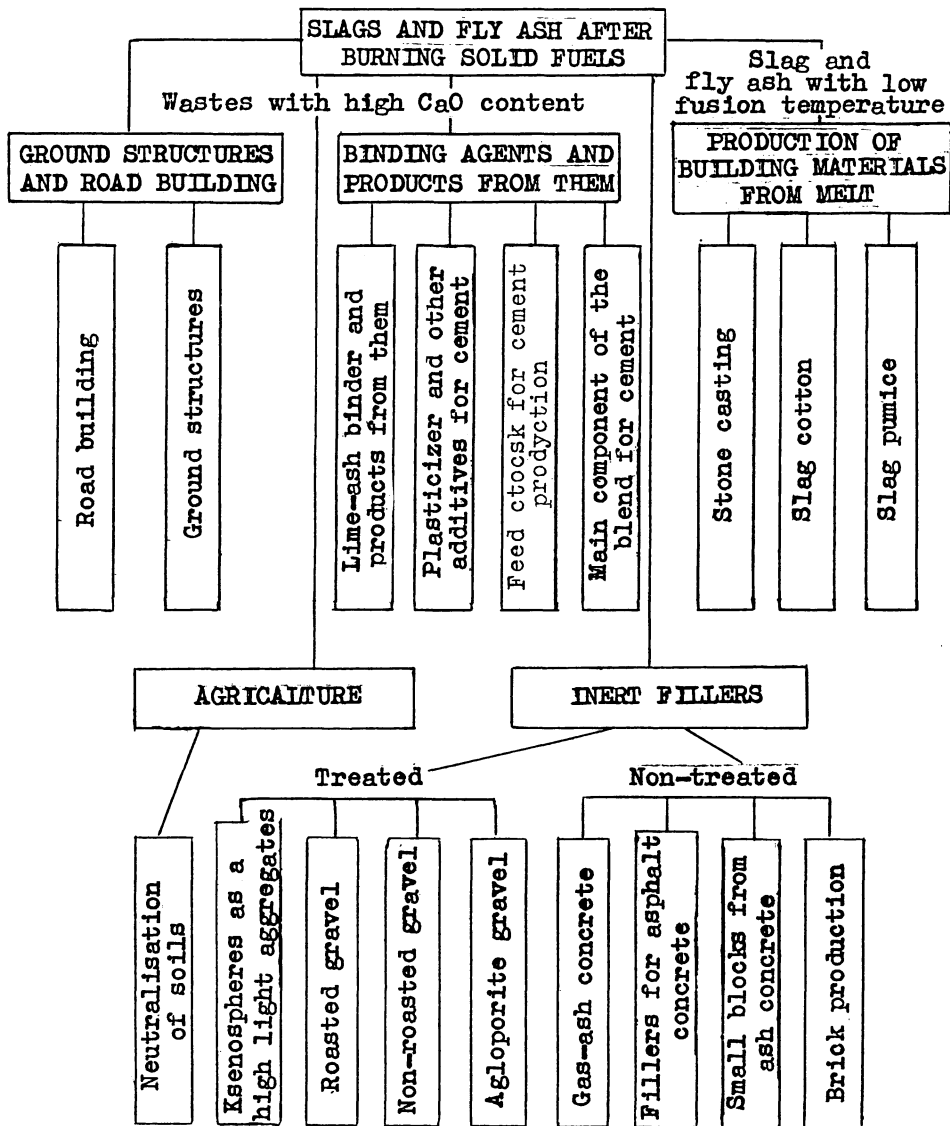 SLAGS AND FLY ASH AFTER
BURNING SOLID FUELS
Slag and
fly ash with low
fusion temperature
Wastes with high CaO content
GROUND STRUCTURES
AND ROAD BUILDING
BINDING AGENTS AND
PRODUCTS FROM THEM
PRODUCTION OF
BUILDING MATERIALS
FROM MELT
Road building
Ground structures
Lime-ash binder and
products from them
Plasticizer and other
additives for cement
Feed ctocsk for cement
prodyction
Main component of the
blend for cement
Stone casting
Slag cotton
Slag pumice
AGRICALTURE
INERT FILLERS
Treated
Non-treated
Neutralisation
of soils
Ksenospheres as a
high light aggregates
Roasted gravel
Non-roasted gravel
Agloporite gravel
Gas-ash concrete
Fillers for asphalt
concrete
Small blocks from
ash concrete
Brick production